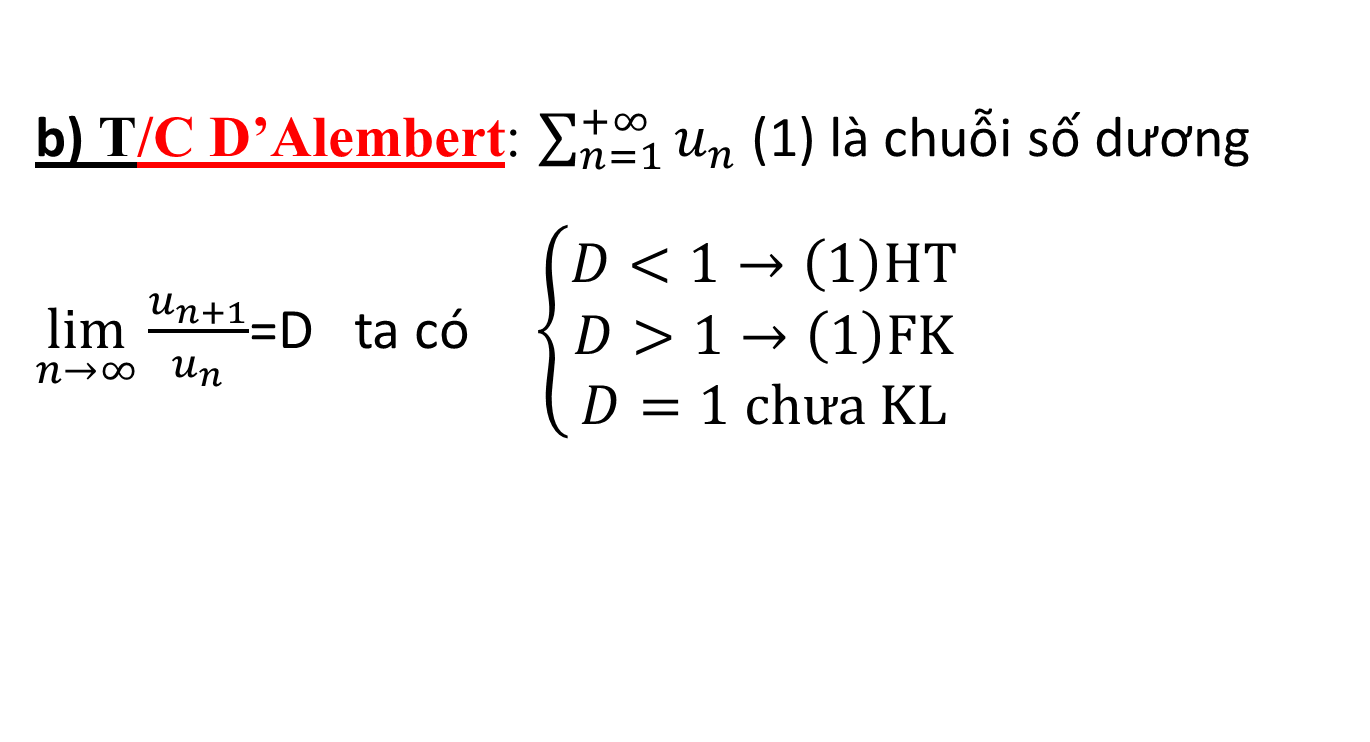 b) T/C D’Alembert: ∑_{n=1}^{+∞} u_n (1) là chuỗi số dương
lim_{n→∞} u_{n+1}/u_n =D ta có { D < 1 → (1)HT
D > 1 → (1)FK
D = 1 chưa KL